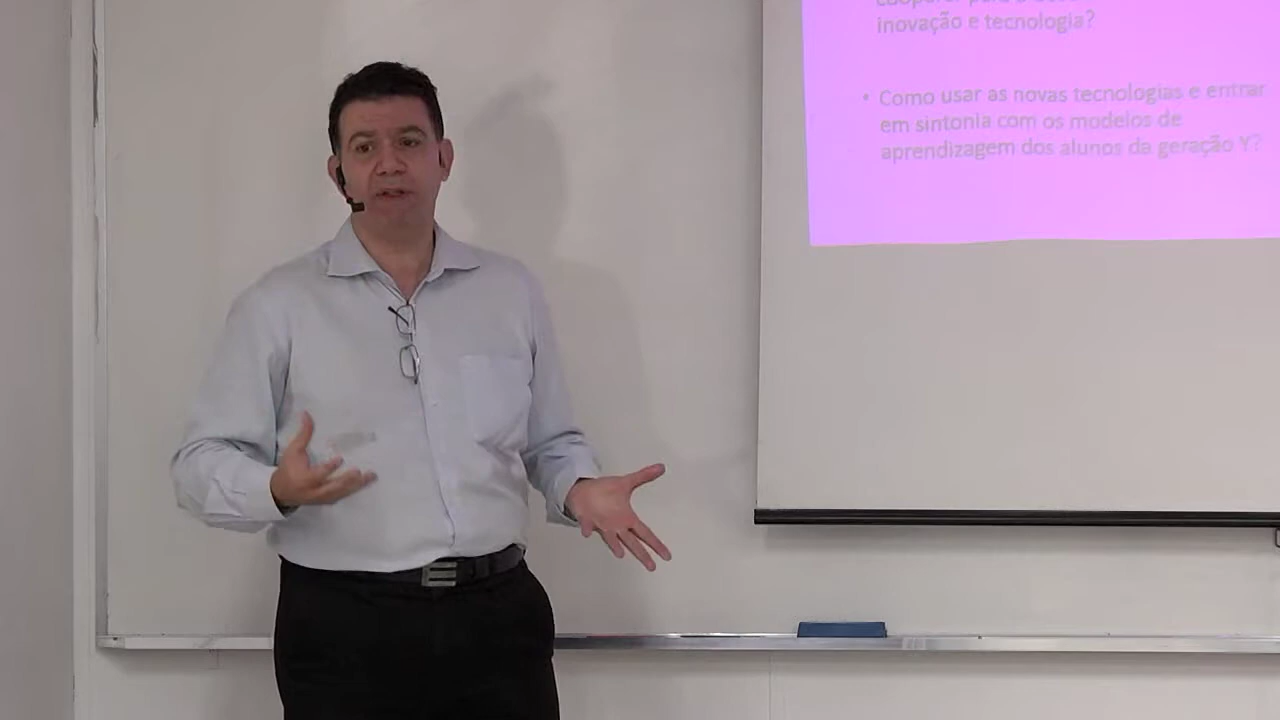 inovação e tecnologia?
• Como usar as novas tecnologias e entrar
em sintonia com os modelos de
aprendizagem dos alunos da geração Y?